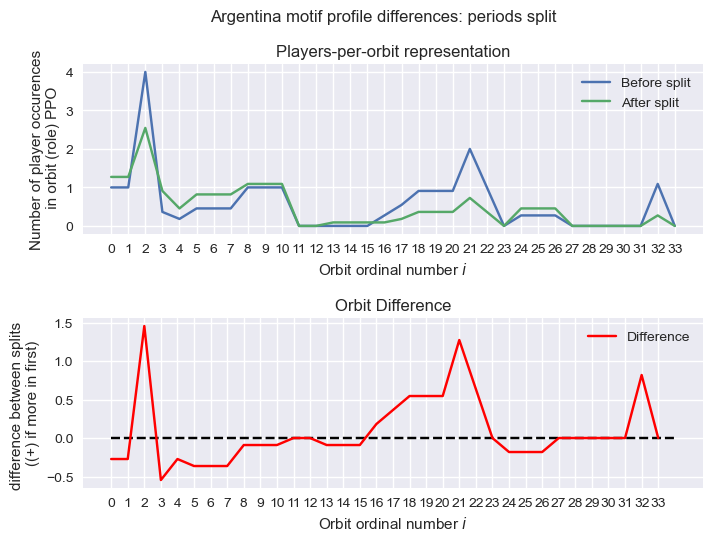 Argentina motif profile differences: periods split
Players-per-orbit representation
Number of player occurences
in orbit (role) PPO
4
3
2
1
0
Before split
After split
0 1 2 3 4 5 6 7 8 9 10 11 12 13 14 15 16 17 18 19 20 21 22 23 24 25 26 27 28 29 30 31 32 33
Orbit ordinal number i
Orbit Difference
difference between splits
((+) if more in first)
1.5
1.0
0.5
0.0
−0.5
Difference
0 1 2 3 4 5 6 7 8 9 10 11 12 13 14 15 16 17 18 19 20 21 22 23 24 25 26 27 28 29 30 31 32 33
Orbit ordinal number i